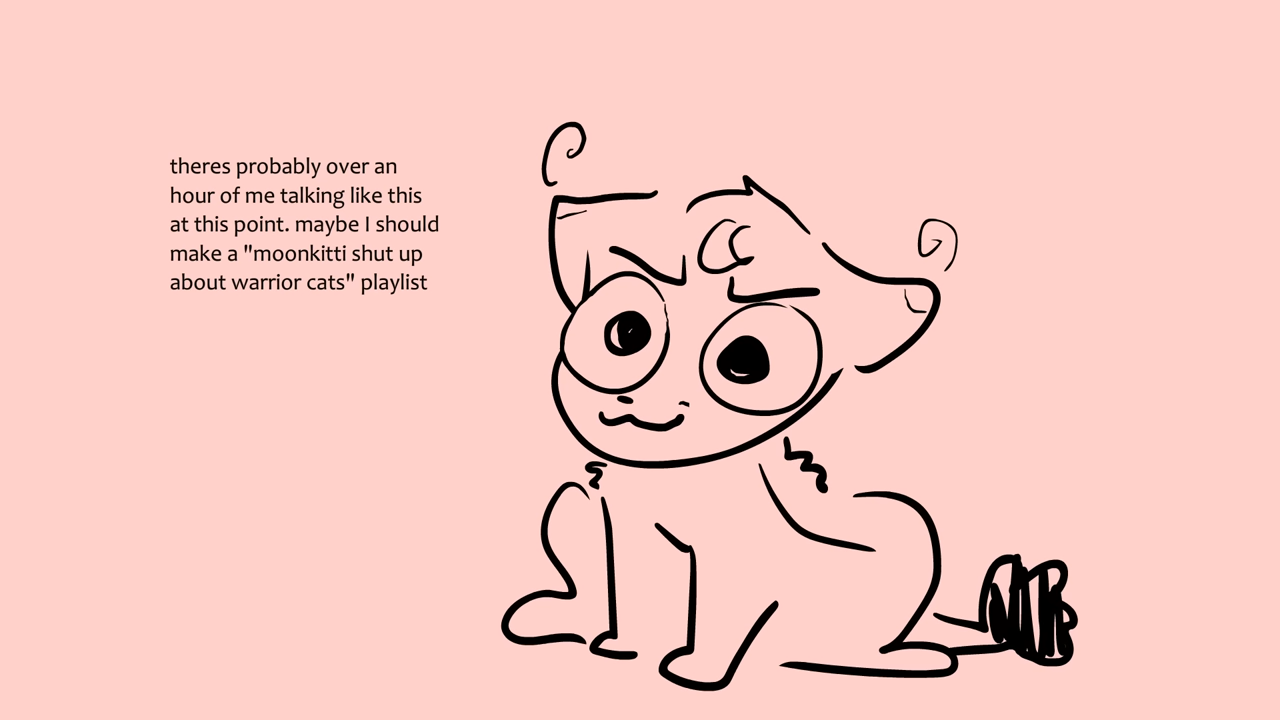 theres probably over an
hour of me talking like this
at this point. maybe I should
make a "moonkitti shut up
about warrior cats" playlist